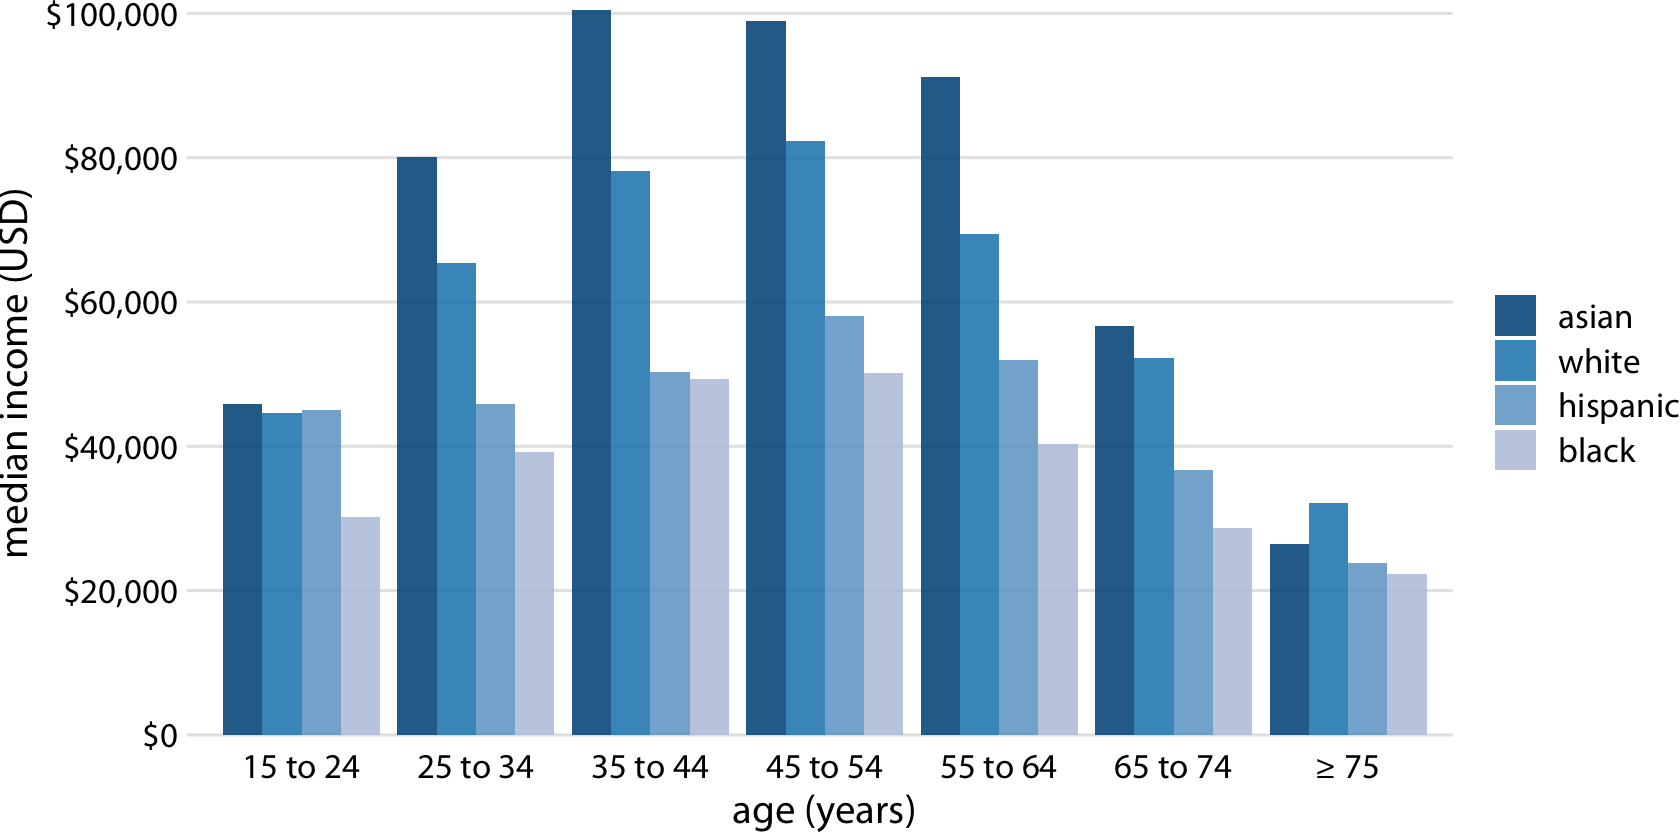 $100,000
$80,000
$60,000
$40,000
$20,000
$0
median income (USD)
15 to 24
25 to 34
35 to 44
45 to 54
55 to 64
65 to 74
≥ 75
age (years)
asian
white
hispanic
black